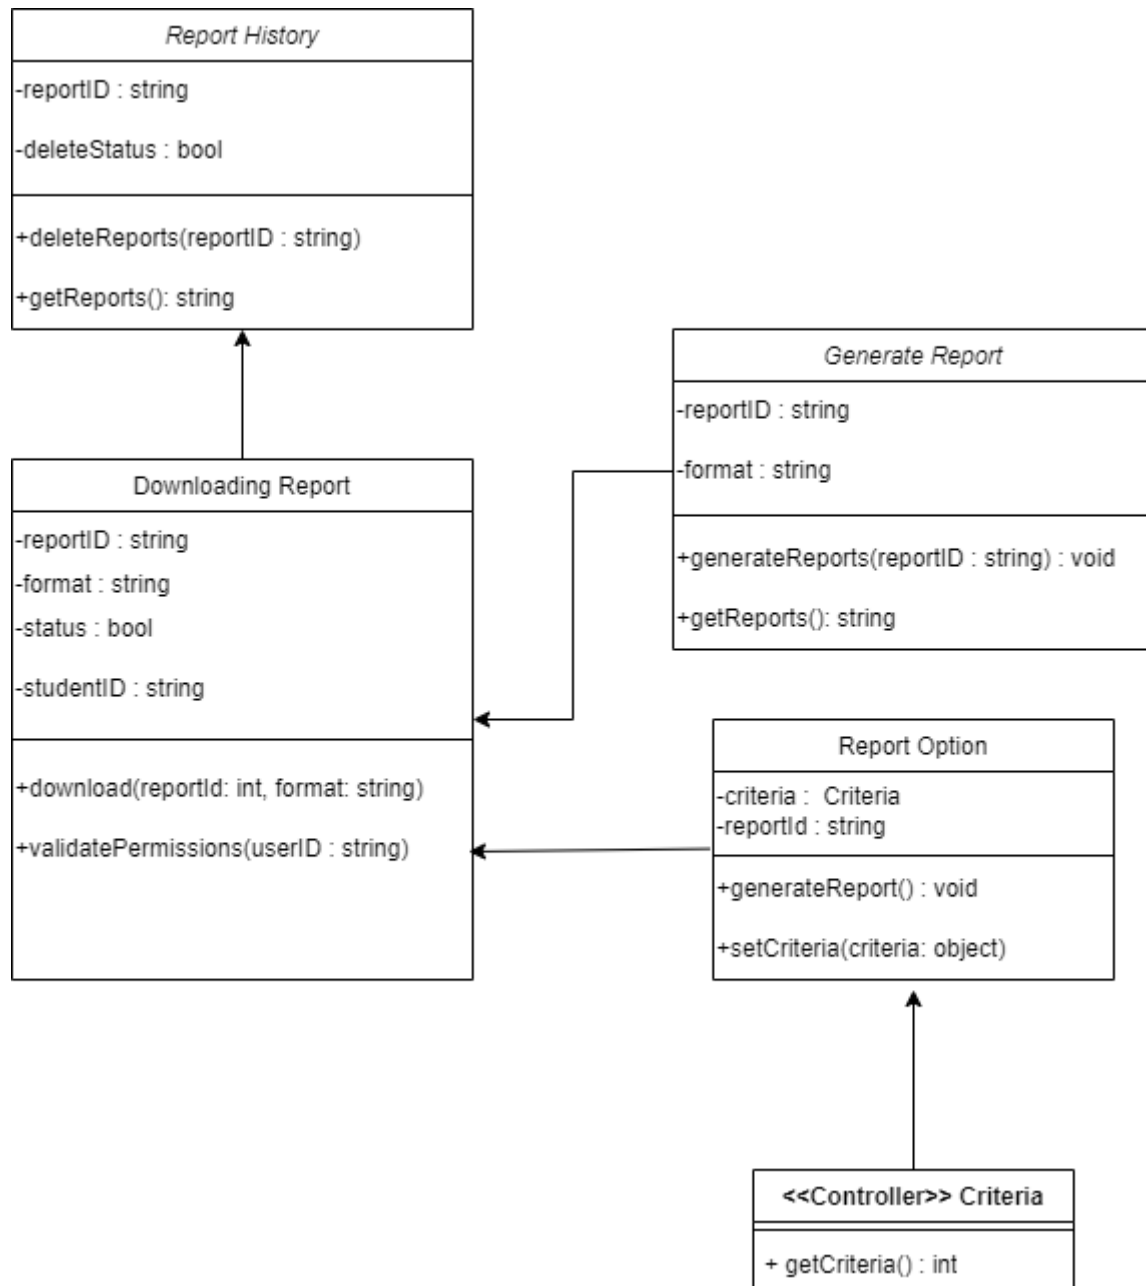 Report History
-reportID : string
-deleteStatus : bool
+deleteReports(reportID : string)
+getReports(): string
Generate Report
-reportID : string
-format : string
+generateReports(reportID : string) : void
+getReports(): string
Downloading Report
-reportID : string
-format : string
-status : bool
-studentID : string
+download(reportId: int, format: string)
+validatePermissions(userID : string)
Report Option
-criteria :  Criteria
-reportId : string
+generateReport() : void
+setCriteria(criteria: object)
<<Controller>> Criteria
+ getCriteria() : int